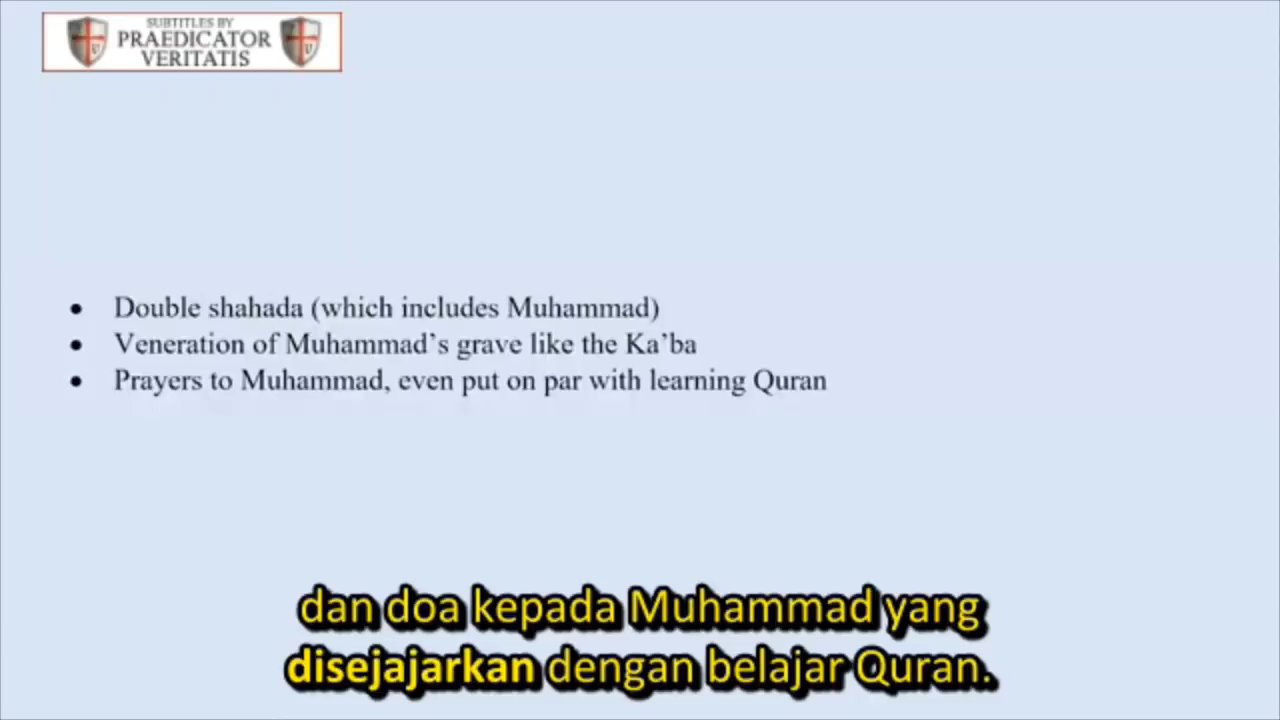 SUBTITLES BY
PRAEDICATOR
VERITATIS
• Double shahada (which includes Muhammad)
• Veneration of Muhammad’s grave like the Ka’ba
• Prayers to Muhammad, even put on par with learning Quran
dan doa kepada Muhammad yang
disejajarkan dengan belajar Quran.